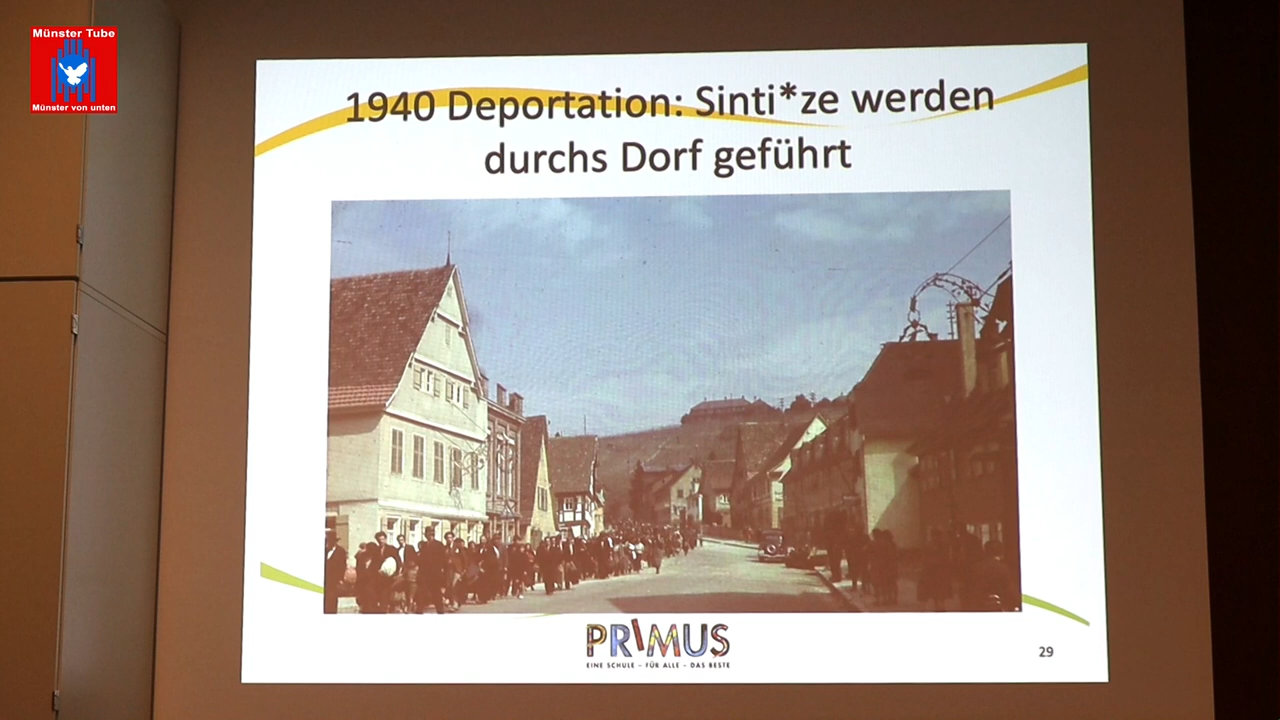 Münster Tube
Münster von unten
1940 Deportation: Sinti*ze werden
durchs Dorf geführt
PRIMUS
EINE SCHULE – FÜR ALLE – DAS BESTE
29